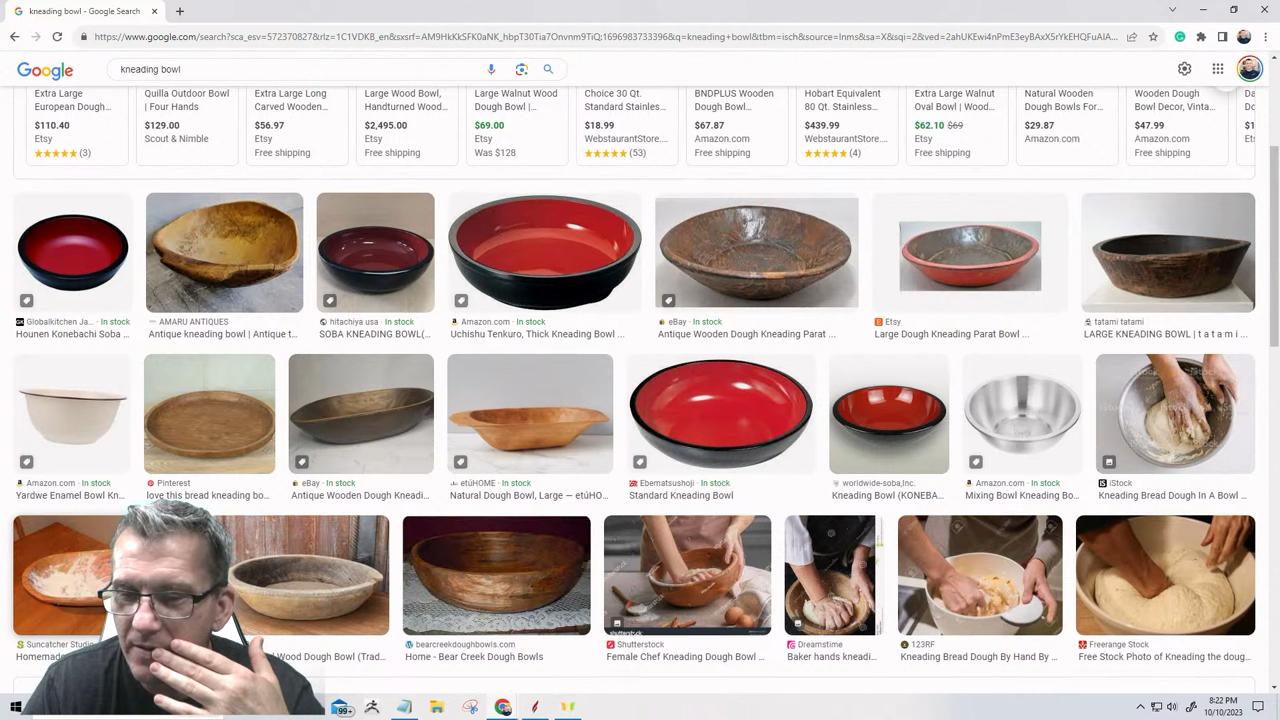 kneading bowl - Google Search
https://www.google.com/search?sca_esv=572370827&rlz=1C1VDKB_en&sxsrf=AM9HkKkSFK0aNK_hbpT30Tia7Onvnm9TiQ:1696983733396&q=kneading+bowl&tbm=isch&source=lnms&sa=X&sqi=2&ved=2ahUKEwi4nPmE3eyBAxX5rYkEHQFuAIA...
Google
kneading bowl
Extra Large
European Dough...
$110.40
Etsy
(3)
Quilla Outdoor Bowl
| Four Hands
$129.00
Scout & Nimble
Extra Large Long
Carved Wooden...
$56.97
Etsy
Free shipping
Large Wood Bowl,
Handturned Wood...
$2,495.00
Etsy
Free shipping
Large Walnut Wood
Dough Bowl |...
$69.00
Etsy
Was $128
Choice 30 Qt.
Standard Stainles...
$18.99
WebstaurantStore....
(53)
BNDPLUS Wooden
Dough Bowl...
$67.87
Amazon.com
Free shipping
Hobart Equivalent
80 Qt. Stainless...
$439.99
WebstaurantStore....
(4)
Extra Large Walnut
Oval Bowl | Wood...
$62.10 $69
Etsy
Free shipping
Natural Wooden
Dough Bowls For...
$29.87
Amazon.com
Wooden Dough
Bowl Decor, Vinta...
$47.99
Amazon.com
Free shipping
Da
$1
Et
Globalkitchen Ja... · In stock
Hounen Konebachi Soba ...
AMARU ANTIQUES
Antique kneading bowl | Antique t...
hitachiya usa · In stock
SOBA KNEADING BOWL(...
Amazon.com · In stock
Uchishu Tenkuro, Thick Kneading Bowl ...
eBay · In stock
Antique Wooden Dough Kneading Parat ...
Etsy
Large Dough Kneading Parat Bowl ...
tatami tatami
LARGE KNEADING BOWL | t a t a m i ...
Amazon.com · In stock
Yardwe Enamel Bowl Kn...
Pinterest
love this bread kneading bo...
eBay · In stock
Antique Wooden Dough Kneadi...
etúHOME · In stock
Natural Dough Bowl, Large — etúHO...
Ebematsushoji · In stock
Standard Kneading Bowl
worldwide-soba,Inc.
Kneading Bowl (KONEBA...
Amazon.com · In stock
Mixing Bowl Kneading Bo...
iStock
Kneading Bread Dough In A Bowl ...
Suncatcher Studio
Homemad
Wood Dough Bowl (Trad...
bearcreekdoughbowls.com
Home - Bear Creek Dough Bowls
shutterstock
Shutterstock
Female Chef Kneading Dough Bowl ...
Dreamstime
Baker hands kneadi...
123RF
Kneading Bread Dough By Hand By ...
Freerange Stock
Free Stock Photo of Kneading the doug...
99+
8:22 PM
10/10/2023